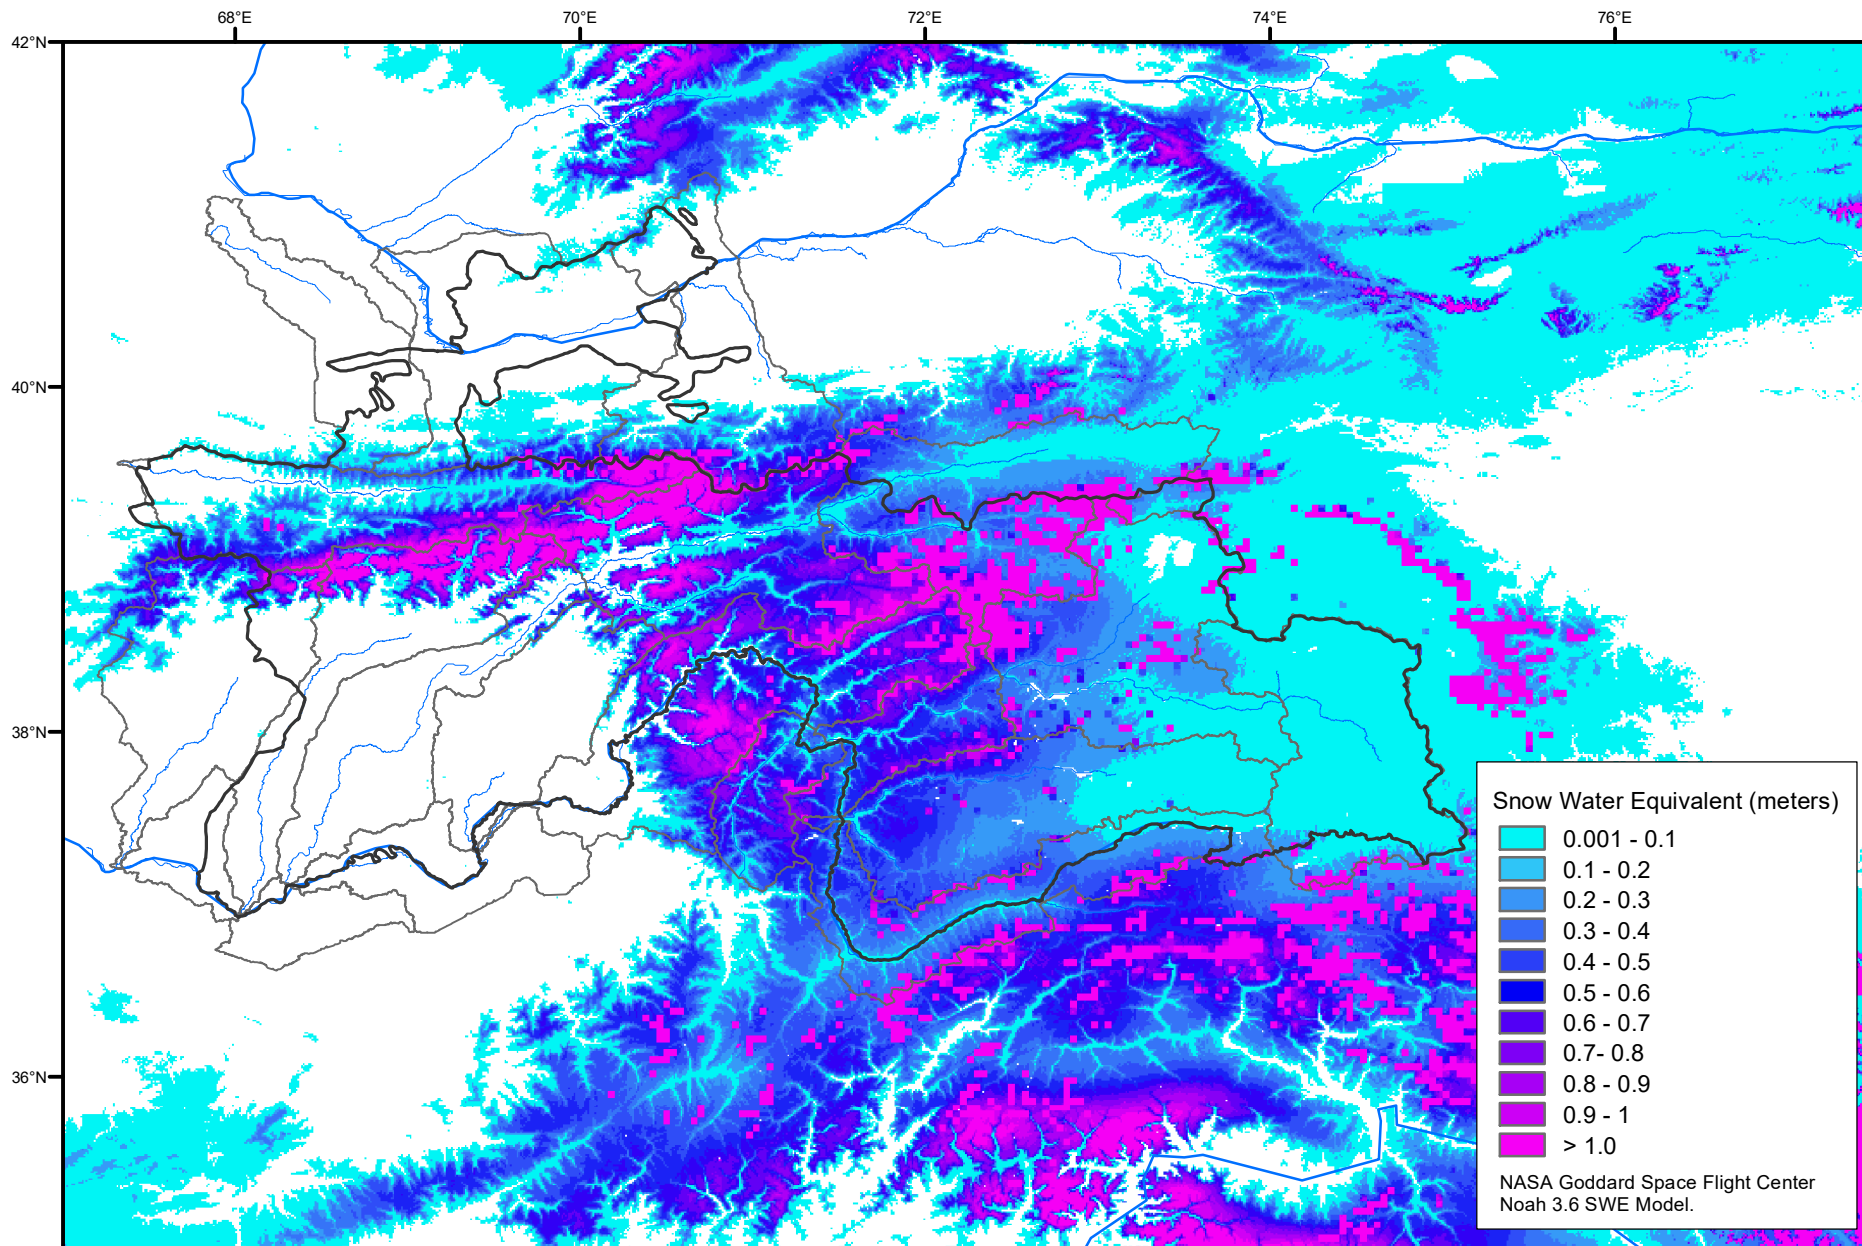 68°E 70°E 72°E 74°E 76°E
42°N
40°N
38°N
36°N
Snow Water Equivalent (meters)
0.001 - 0.1
0.1 - 0.2
0.2 - 0.3
0.3 - 0.4
0.4 - 0.5
0.5 - 0.6
0.6 - 0.7
0.7- 0.8
0.8 - 0.9
0.9 - 1
> 1.0
NASA Goddard Space Flight Center
Noah 3.6 SWE Model.